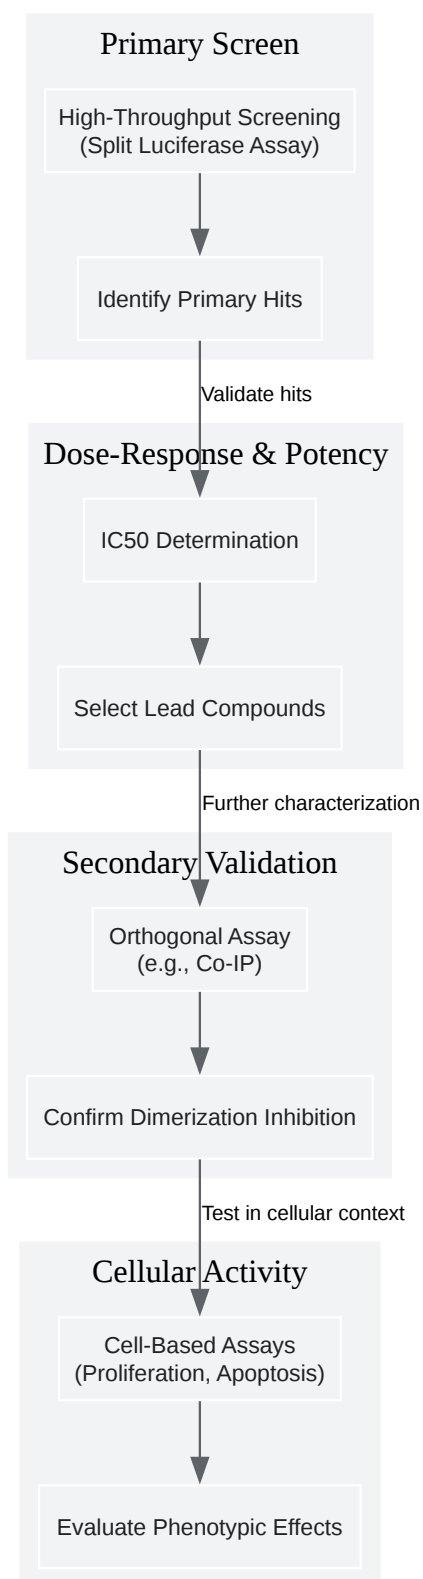 Primary Screen
High-Throughput Screening
(Split Luciferase Assay)
Identify Primary Hits
Validate hits
Dose-Response & Potency
IC50 Determination
Select Lead Compounds
Further characterization
Secondary Validation
Orthogonal Assay
(e.g., Co-IP)
Confirm Dimerization Inhibition
Test in cellular context
Cellular Activity
Cell-Based Assays
(Proliferation, Apoptosis)
Evaluate Phenotypic Effects